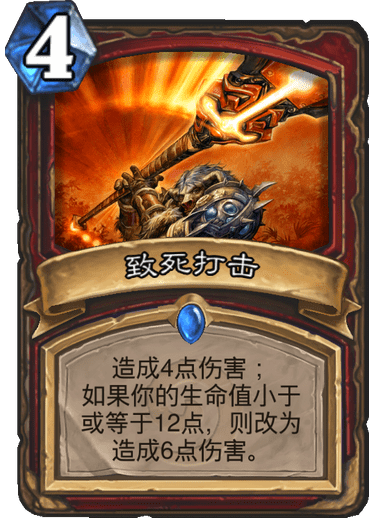 4
致死打击
造成4点伤害；
如果你的生命值小于
或等于12点，则改为
造成6点伤害。